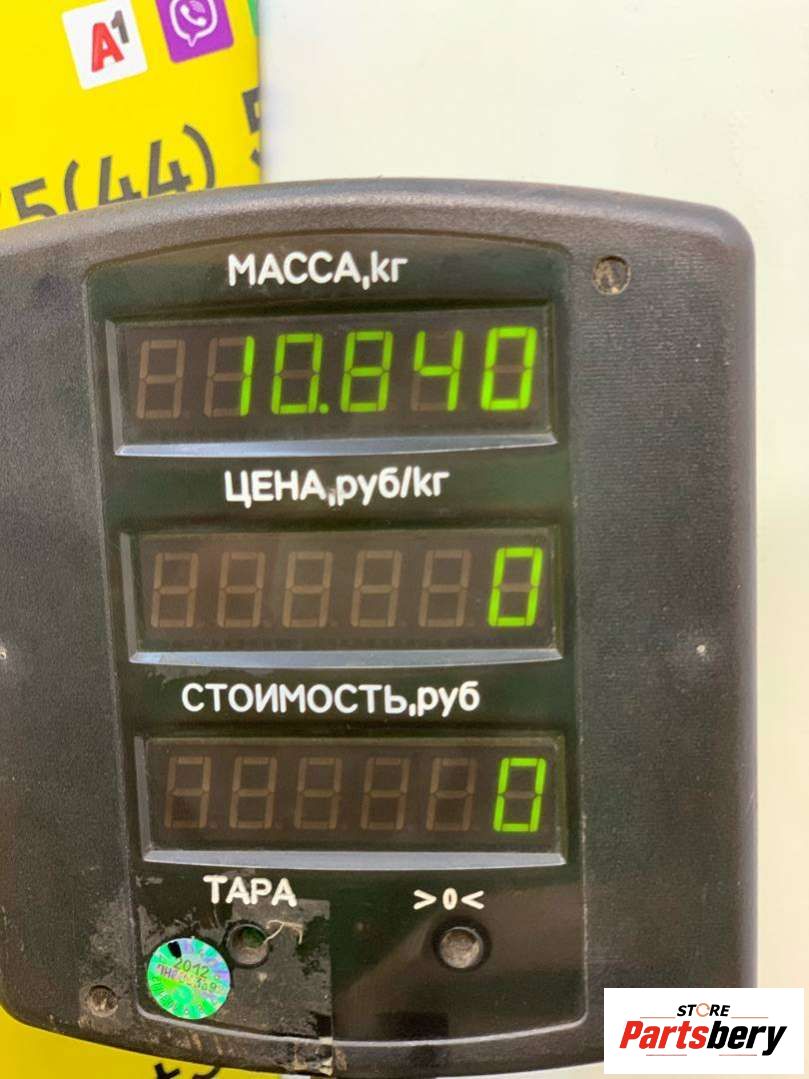 A1
5(44) 5
МАССА,кг
10.840
ЦЕНА,руб/кг
0
СТОИМОСТЬ,руб
0
ТАРА >0<
2012
STORE
Partsbery